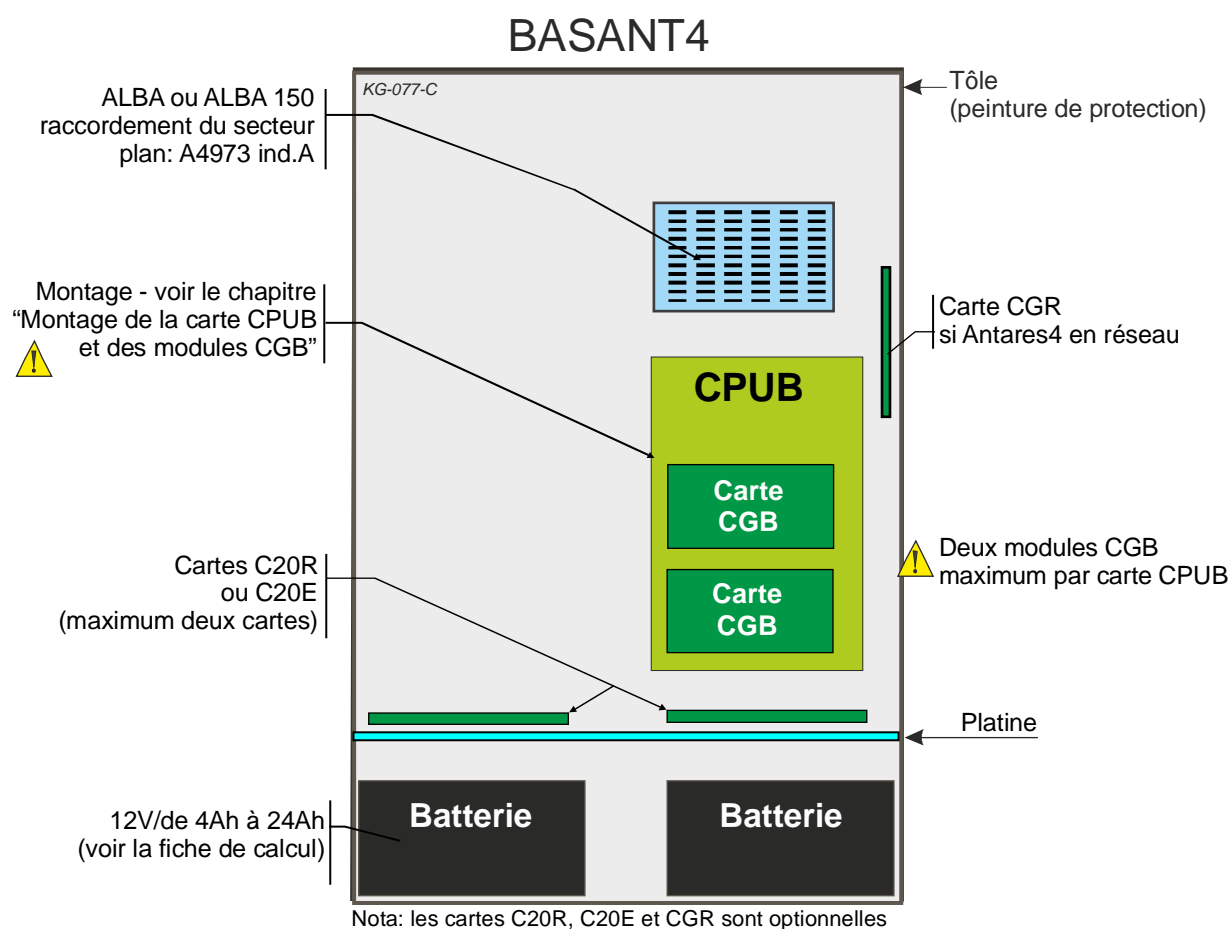 BASANT4
KG-077-C
ALBA ou ALBA 150
raccordement du secteur
plan: A4973 ind.A
Tôle
(peinture de protection)
Montage - voir le chapitre
“Montage de la carte CPUB
et des modules CGB”
Carte CGR
si Antares4 en réseau
CPUB
Carte
CGB
Carte
CGB
Deux modules CGB
maximum par carte CPUB
Cartes C20R
ou C20E
(maximum deux cartes)
Platine
Batterie
Batterie
12V/de 4Ah à 24Ah
(voir la fiche de calcul)
Nota: les cartes C20R, C20E et CGR sont optionnelles